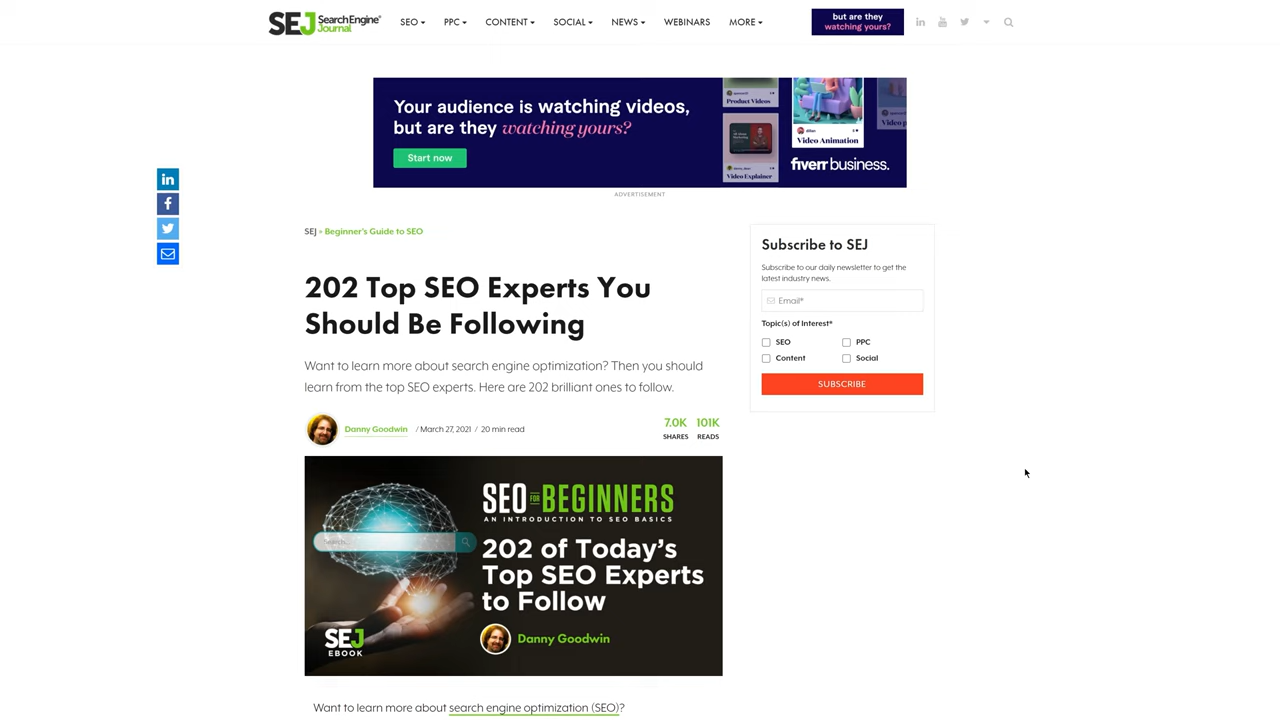 SEJ Search Engine Journal®
SEO PPC CONTENT SOCIAL NEWS WEBINARS MORE
but are they
watching yours?
Your audience is watching videos,
but are they watching yours?
Start now
Product Videos
Video Animation
Video Explainer
fiverr business.
ADVERTISEMENT
SEJ » Beginner's Guide to SEO
202 Top SEO Experts You
Should Be Following
Want to learn more about search engine optimization? Then you should
learn from the top SEO experts. Here are 202 brilliant ones to follow.
Danny Goodwin / March 27, 2021 / 20 min read
7.0K 101K
SHARES READS
SEO FOR BEGINNERS
AN INTRODUCTION TO SEO BASICS
202 of Today's
Top SEO Experts
to Follow
Danny Goodwin
SEJ
EBOOK
Search...
Want to learn more about search engine optimization (SEO)?
Subscribe to SEJ
Subscribe to our daily newsletter to get the
latest industry news.
Email*
Topic(s) of Interest*
SEO PPC
Content Social
SUBSCRIBE